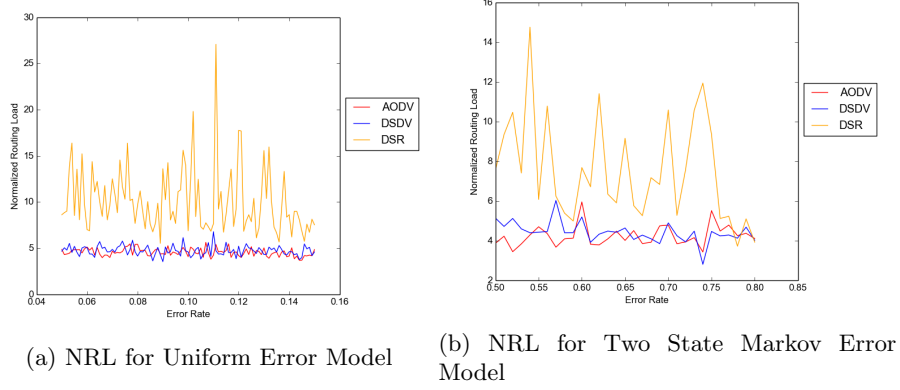 30
25
20
15
10
5
0
0.04 0.06 0.08 0.10 0.12 0.14 0.16
Normalized Routing Load
Error Rate
AODV
DSDV
DSR
(a) NRL for Uniform Error Model
16
14
12
10
8
6
4
2
0.50 0.55 0.60 0.65 0.70 0.75 0.80 0.85
Normalized Routing Load
Error Rate
AODV
DSDV
DSR
(b) NRL for Two State Markov Error
Model